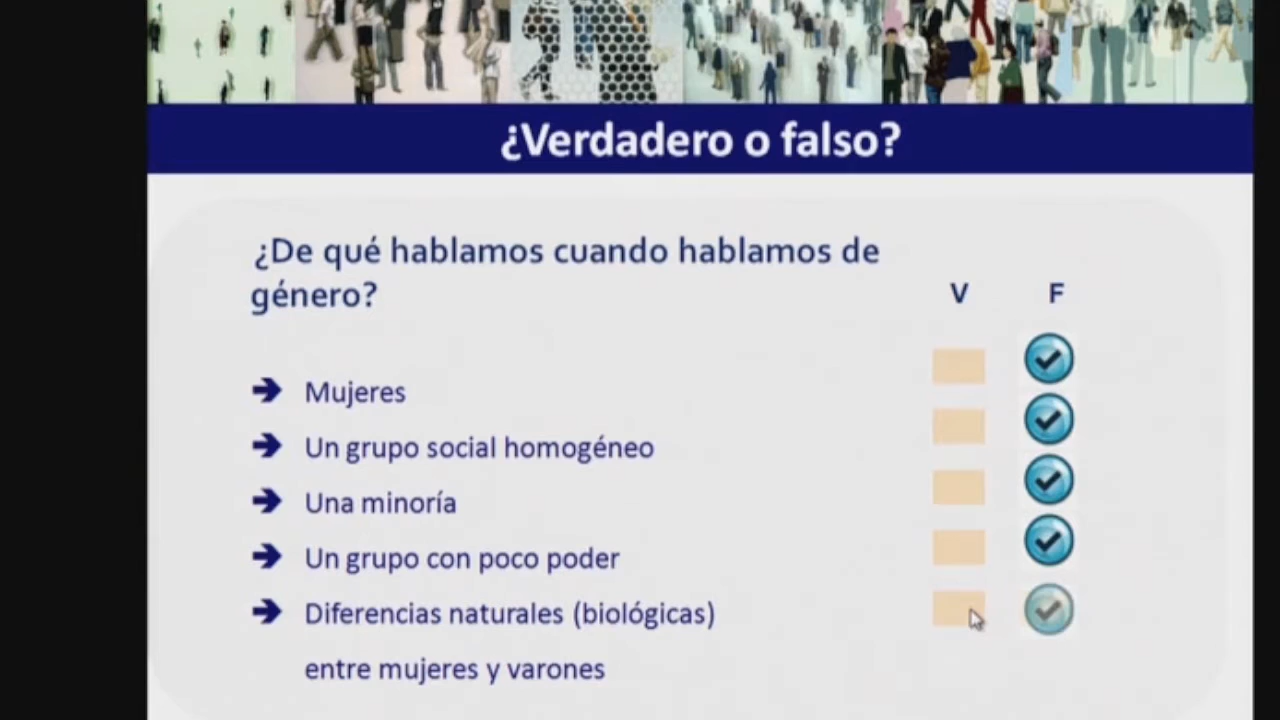 ¿Verdadero o falso?
¿De qué hablamos cuando hablamos de
género?
V F
Mujeres
Un grupo social homogéneo
Una minoría
Un grupo con poco poder
Diferencias naturales (biológicas)
entre mujeres y varones